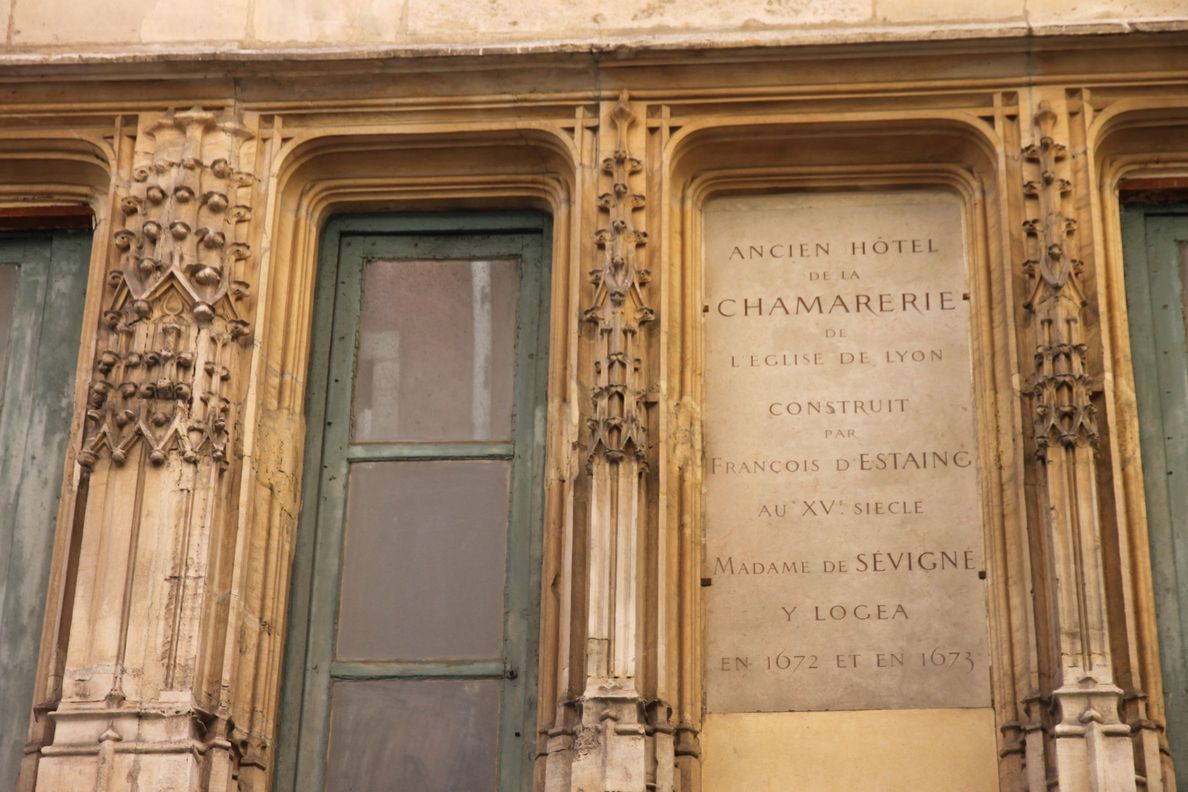 ANCIEN HÔTEL
DE LA
CHAMARERIE
DE
L'EGLISE DE LYON
CONSTRUIT
PAR
FRANÇOIS D'ESTAING
AU XVE. SIECLE
MADAME DE SÉVIGNÉ
Y LOGEA
EN 1672 ET EN 1673